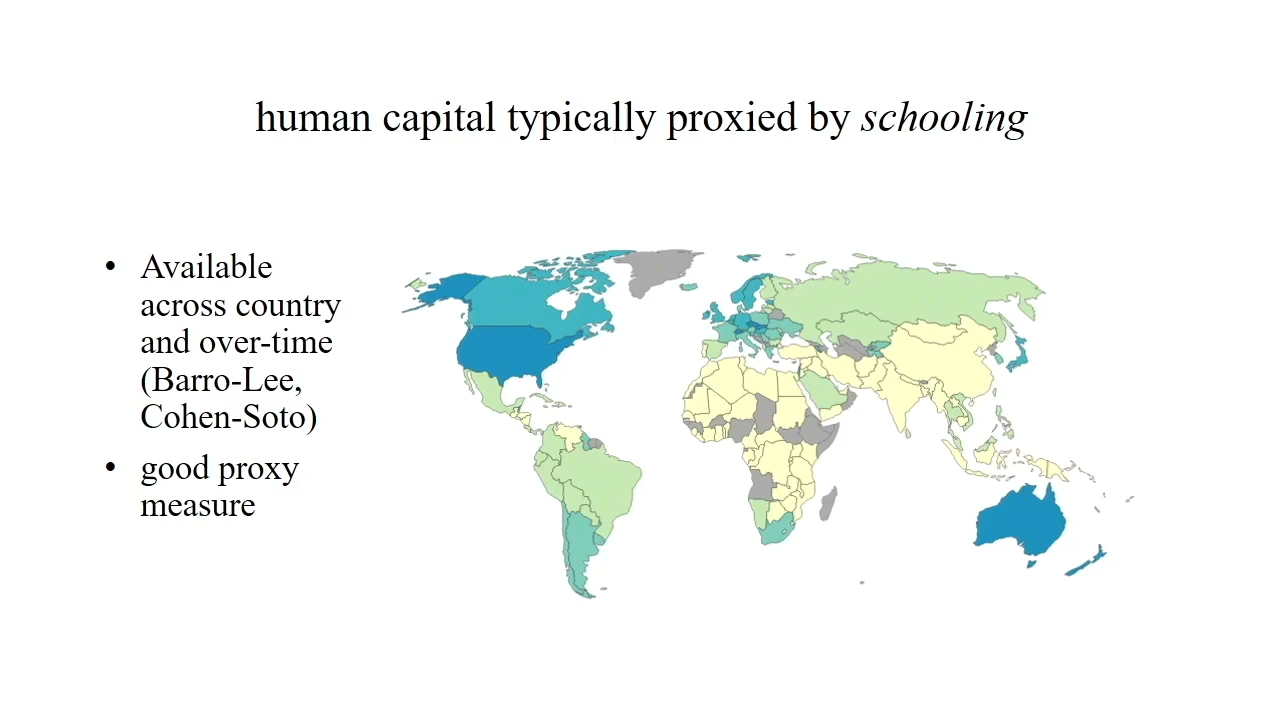 human capital typically proxied by schooling
• Available
across country
and over-time
(Barro-Lee,
Cohen-Soto)
• good proxy
measure